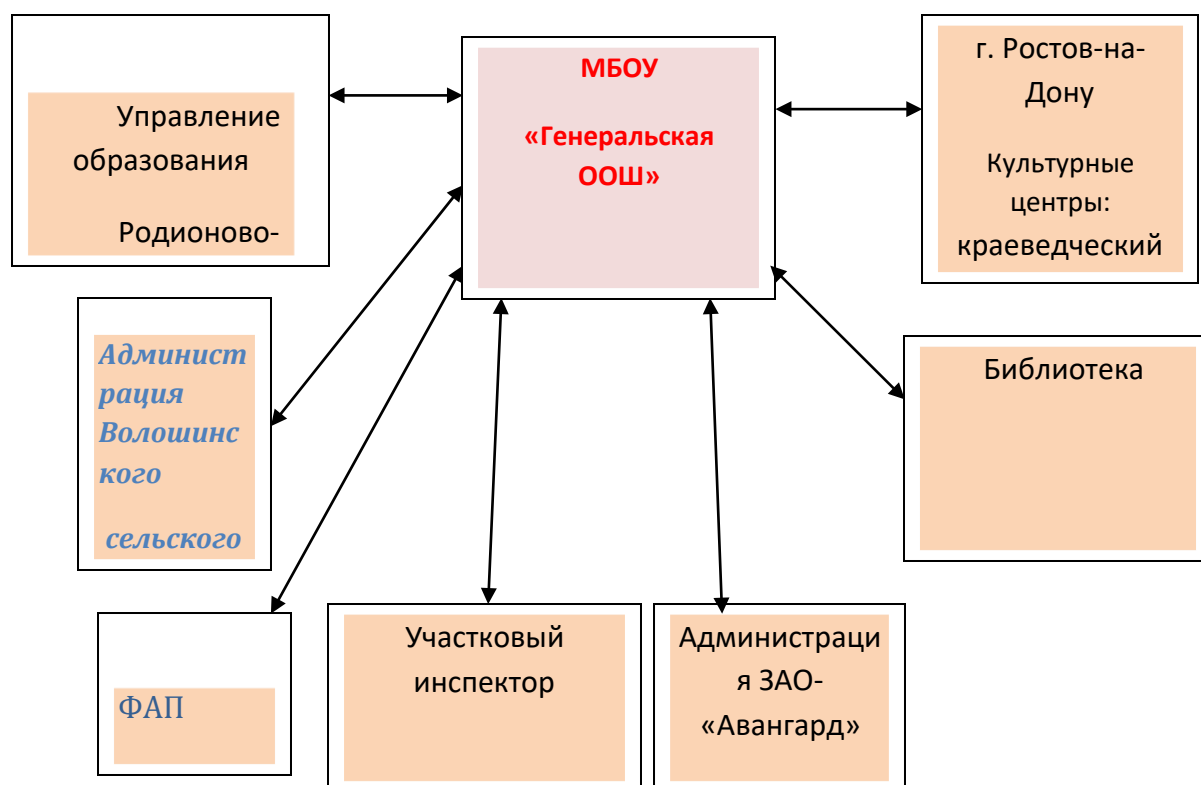 МБОУ
«Генеральская
ООШ»
Управление
образования
Родионово-
г. Ростов-на-
Дону
Культурные
центры:
краеведческий
Админист
рация
Волошинс
кого
сельского
Библиотека
ФАП
Участковый
инспектор
Администраци
я ЗАО-
«Авангард»